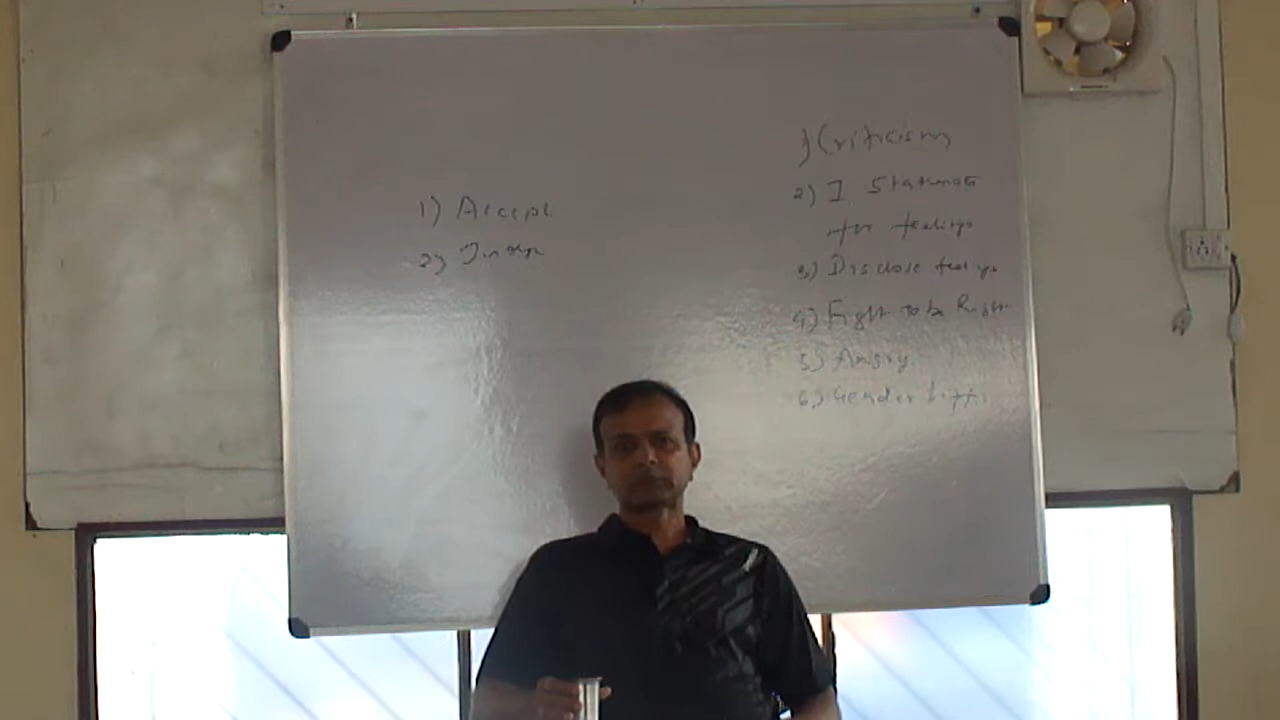 1) Accept
2)
1) Criticism
2) I Statements
for feelings
3) Disclose feelings
4) Fight to be Right
5) Angry
6) Gender Diff.